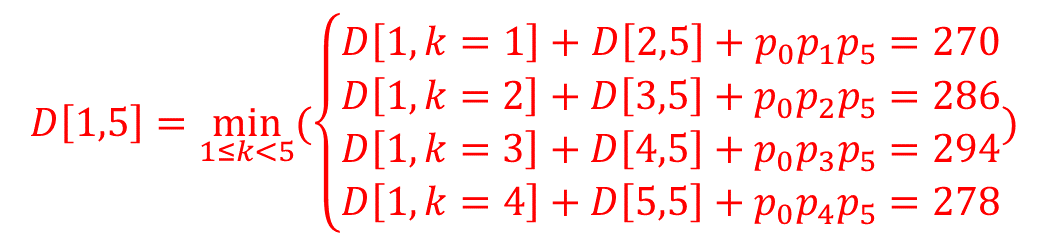 D[1,5] = min 1≤k<5 ({
D[1, k = 1] + D[2,5] + p₀p₁p₅ = 270
D[1, k = 2] + D[3,5] + p₀p₂p₅ = 286
D[1, k = 3] + D[4,5] + p₀p₃p₅ = 294
D[1, k = 4] + D[5,5] + p₀p₄p₅ = 278
)